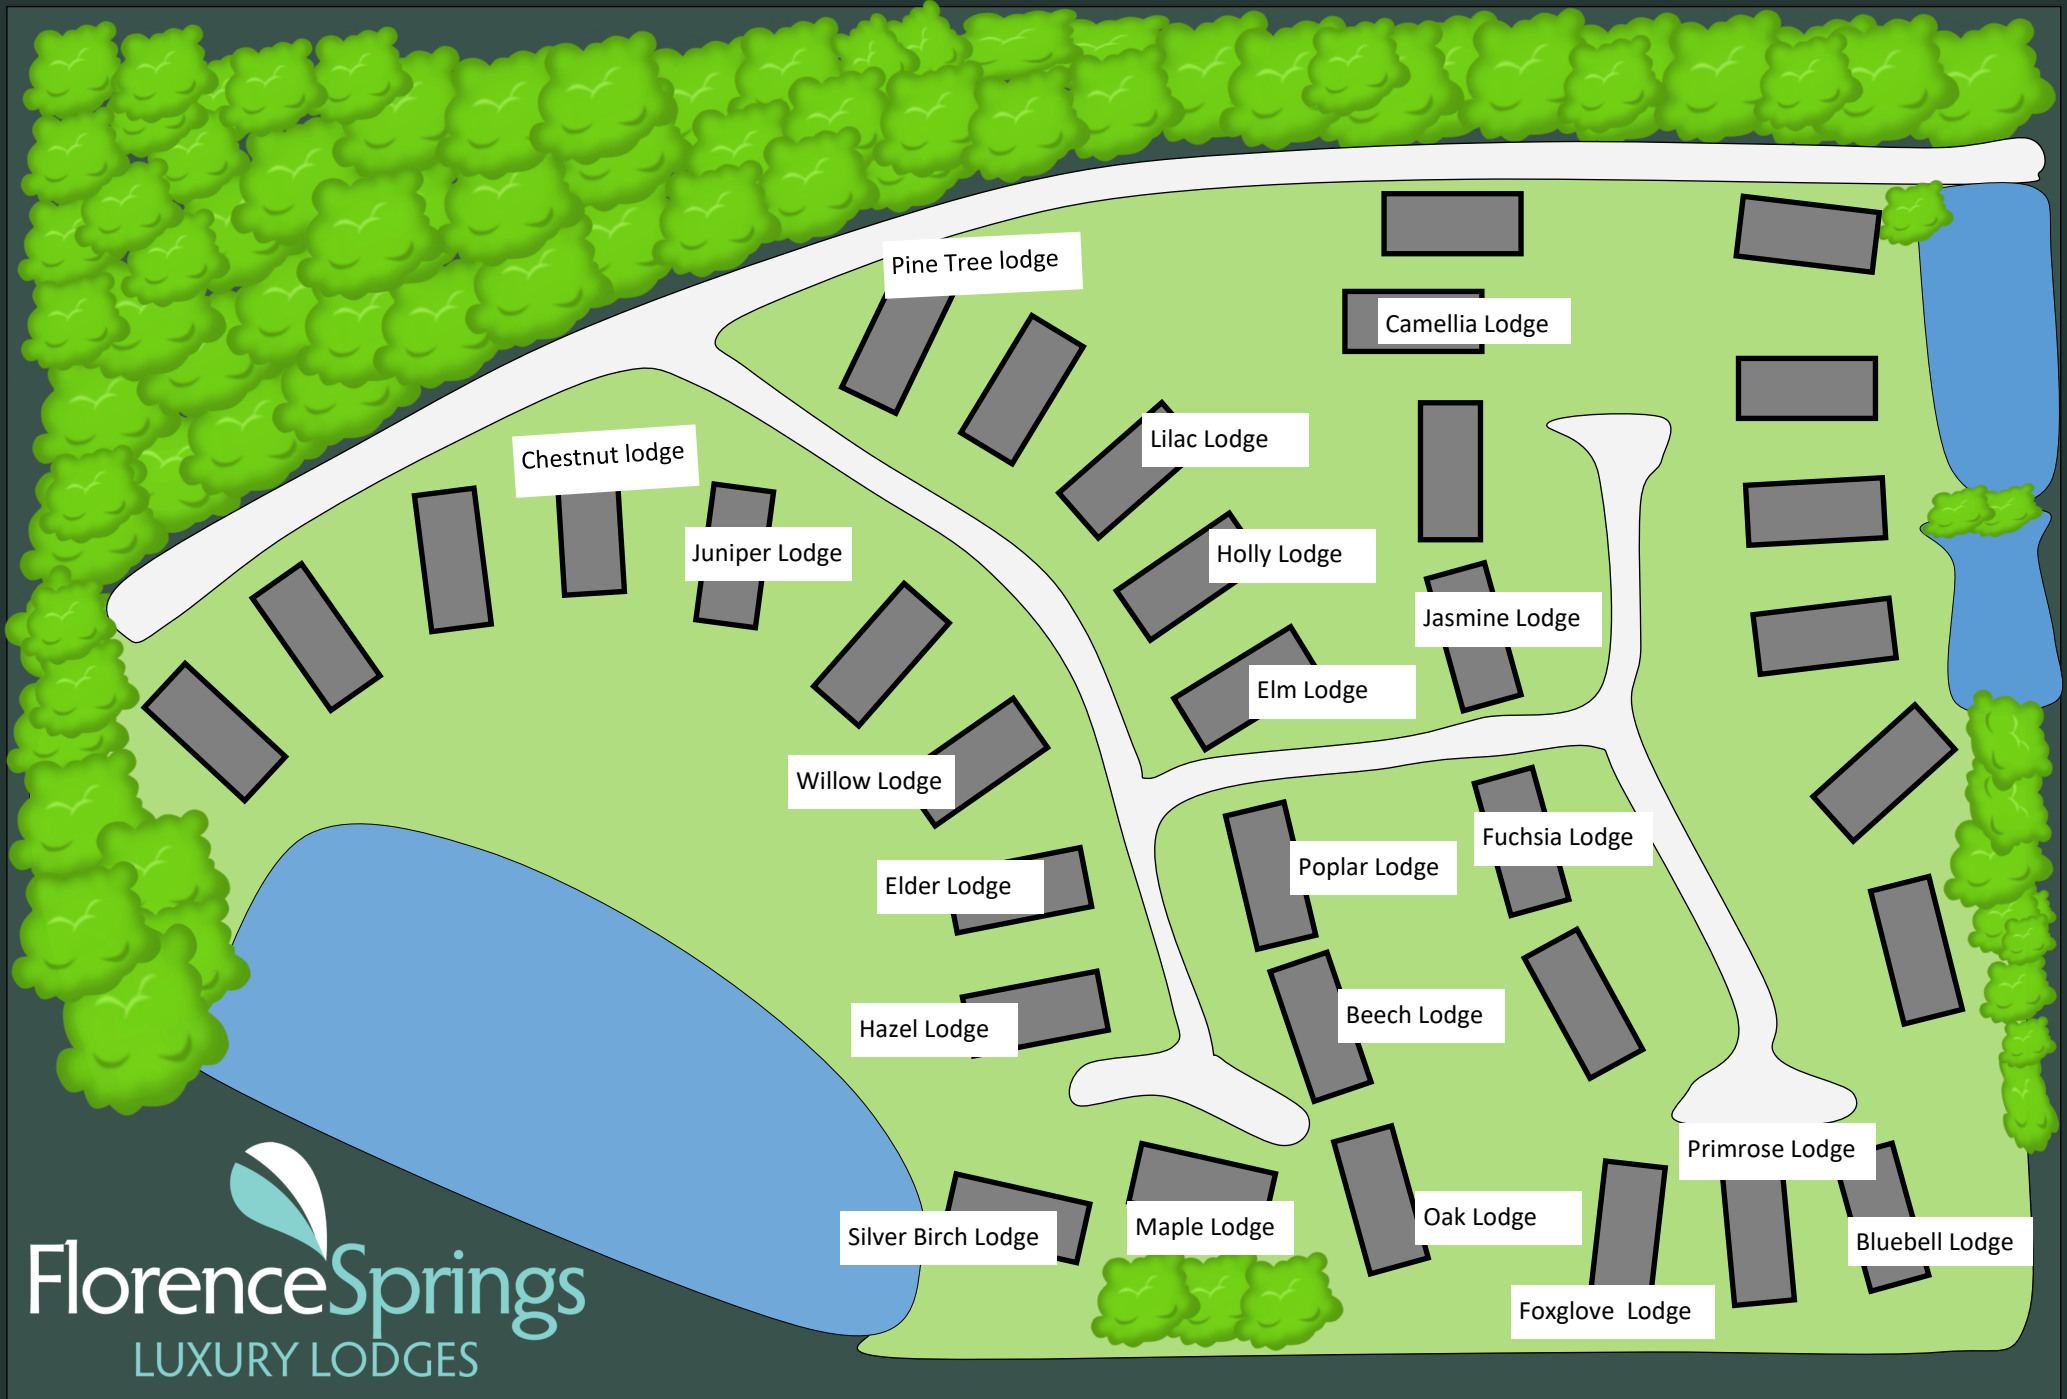 Pine Tree lodge
Camellia Lodge
Lilac Lodge
Chestnut lodge
Juniper Lodge
Holly Lodge
Jasmine Lodge
Elm Lodge
Willow Lodge
Fuchsia Lodge
Poplar Lodge
Elder Lodge
Beech Lodge
Hazel Lodge
Primrose Lodge
Oak Lodge
Maple Lodge
Silver Birch Lodge
Bluebell Lodge
Foxglove  Lodge
FlorenceSprings
LUXURY LODGES